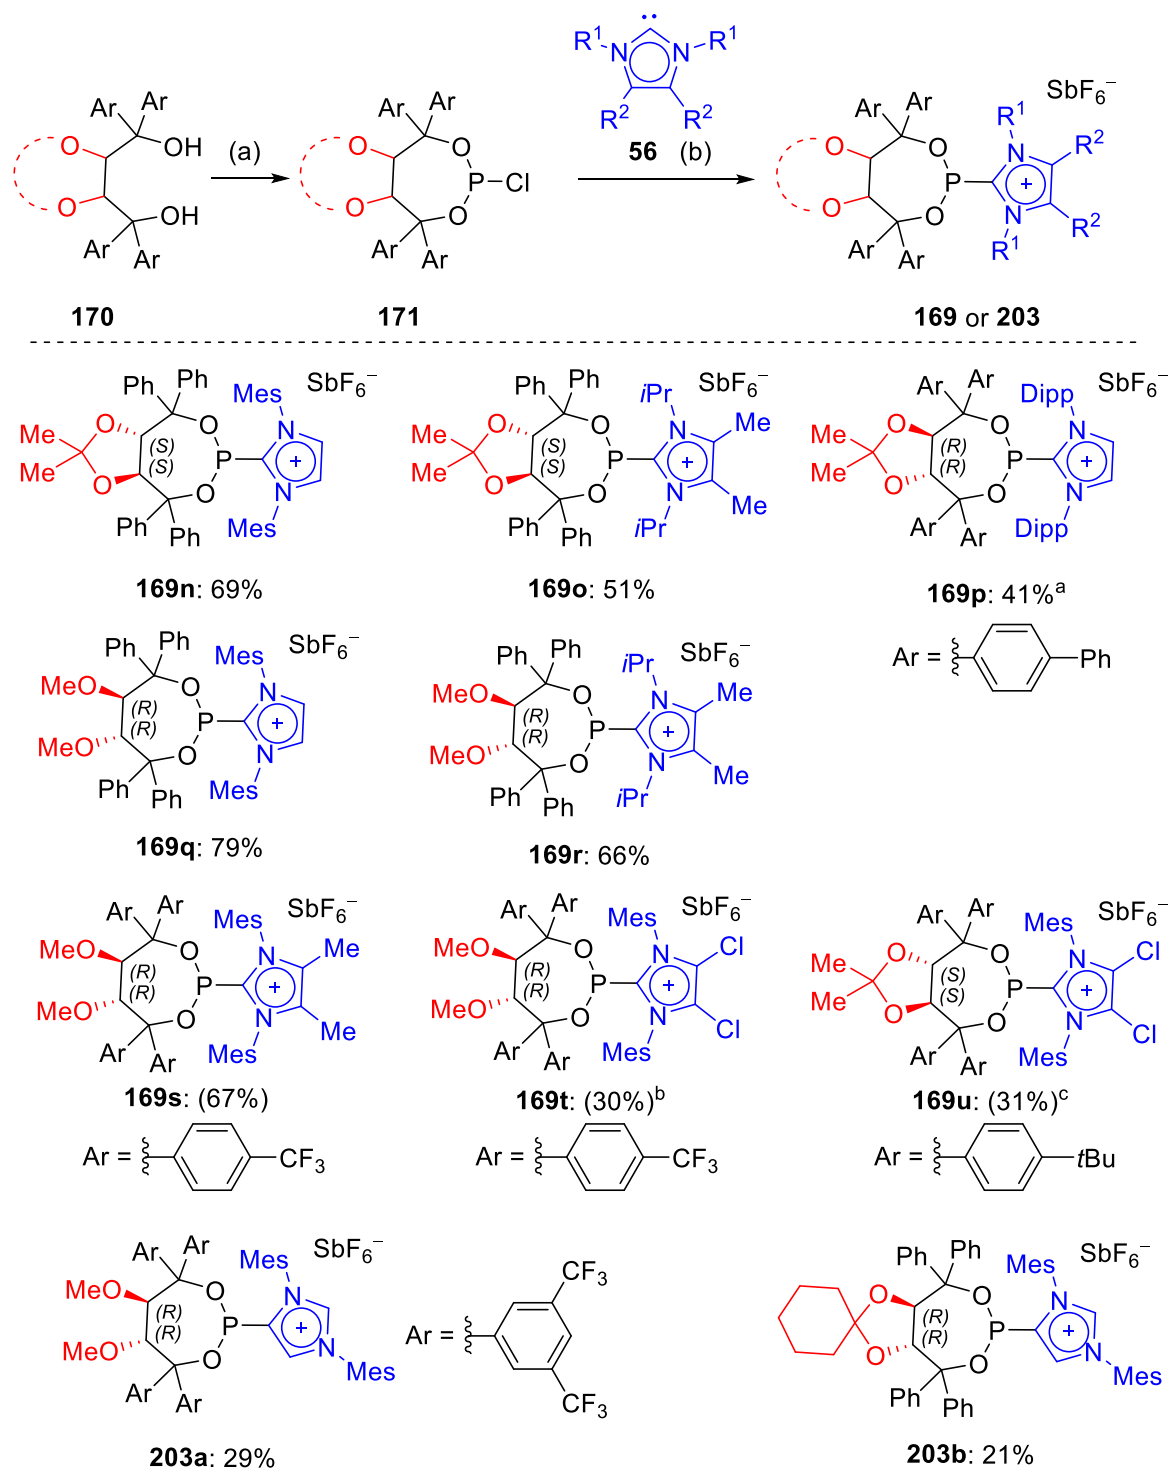 R¹ N N R¹
R² R²
56 (b)
Ar Ar
O OH
O OH
Ar Ar
170
(a)
Ar Ar
O O
P Cl
O O
Ar Ar
171
SbF₆⁻
Ar Ar R¹
O O N R²
P +
O O N R²
Ar Ar R¹
169 or 203
Ph Ph Mes SbF₆⁻
Me O (S) O N
P +
Me O (S) O N
Ph Ph Mes
169n: 69%
Ph Ph iPr SbF₆⁻
Me O (S) O N Me
P +
Me O (S) O N Me
Ph Ph iPr
169o: 51%
Ar Ar Dipp SbF₆⁻
Me O (R) O N
P +
Me O (R) O N
Ar Ar Dipp
169p: 41%ᵃ
Ar = Ph
Ph Ph Mes SbF₆⁻
MeO (R) O N
P +
MeO (R) O N
Ph Ph Mes
169q: 79%
Ph Ph iPr SbF₆⁻
MeO (R) O N Me
P +
MeO (R) O N Me
Ph Ph iPr
169r: 66%
Ar Ar Mes SbF₆⁻
MeO (R) O N Me
P +
MeO (R) O N Me
Ar Ar Mes
169s: (67%)
Ar = CF₃
Ar Ar Mes SbF₆⁻
MeO (R) O N Cl
P +
MeO (R) O N Cl
Ar Ar Mes
169t: (30%)ᵇ
Ar = CF₃
Ar Ar Mes SbF₆⁻
Me O (S) O N Cl
P +
Me O (S) O N Cl
Ar Ar Mes
169u: (31%)ᶜ
Ar = tBu
Ar Ar Mes SbF₆⁻
MeO (R) O N
P +
MeO (R) O N
Ar Ar Mes
203a: 29%
CF₃
Ar =
CF₃
Ph Ph Mes SbF₆⁻
O (R) O N
P +
O (R) O N
Ph Ph Mes
203b: 21%